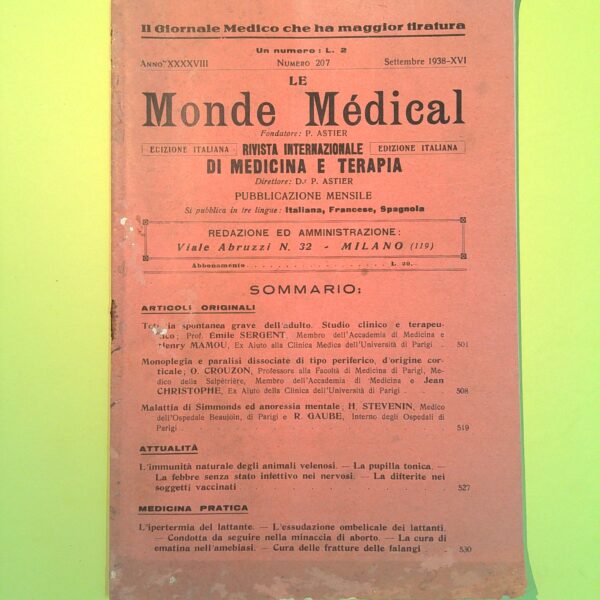 Il Giornale Medico che ha maggior tiratura
Un numero: L. 2
Anno XXXXVIII Numero 207 Settembre 1938-XVI
LE
Monde Médical
Fondatore: P. ASTIER
EDIZIONE ITALIANA RIVISTA INTERNAZIONALE EDIZIONE ITALIANA
DI MEDICINA E TERAPIA
Direttore: D.r P. ASTIER
PUBBLICAZIONE MENSILE
Si pubblica in tre lingue: Italiana, Francese, Spagnola
REDAZIONE ED AMMINISTRAZIONE:
Viale Abruzzi N. 32 - MILANO (119)
Abbonamento L. 20.—
SOMMARIO:
ARTICOLI ORIGINALI
spontanea grave dell'adulto. Studio clinico e terapeu-
tico; Prof. Émile SERGENT Membro dell'Accademia di Medicina e
Henry MAMOU, Ex Aiuto alla Clinica Medica dell'Università di Parigi 501
Monoplegia e paralisi dissociate di tipo periferico, d'origine cor-
ticale; O. CROUZON, Professore alla Facoltà di Medicina di Parigi, Me-
dico della Salpêtrière, Membro dell'Accademia di Medicina e Jean
CHRISTOPHE, Ex Aiuto della Clinica dell'Università di Parigi 508
Malattia di Simmonds ed anoressia mentale; H. STEVENIN, Medico
dell'Ospedale Beaujoin, di Parigi e R. GAUBE, Interno degli Ospedali di
Parigi 519
ATTUALITÀ
L'immunità naturale degli animali velenosi. — La pupilla tonica. —
La febbre senza stato infettivo nei nervosi. — La difterite nei
soggetti vaccinati 527
MEDICINA PRATICA
L'ipertermia del lattante. — L'essudazione ombelicale dei lattanti.
— Condotta da seguire nella minaccia di aborto. — La cura di
ematina nell'amebiasi. — Cura delle fratture delle falangi 530